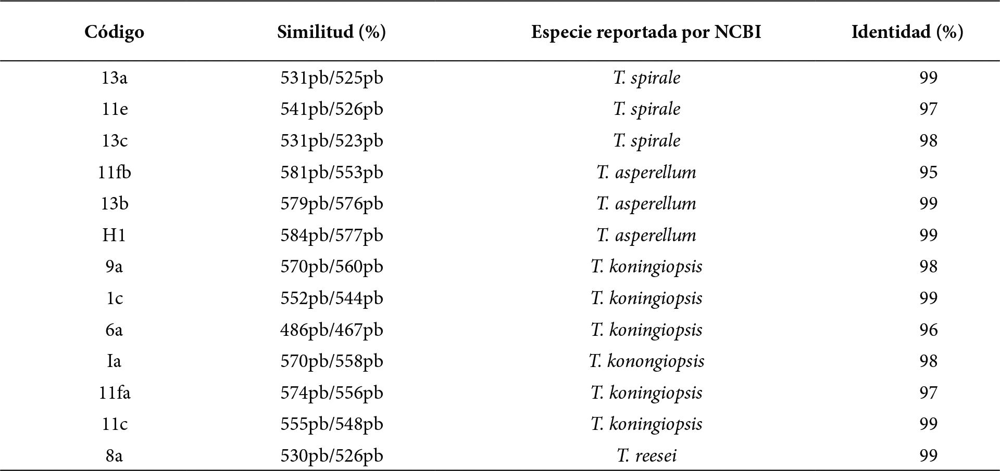 Código Similitud (%) Especie reportada por NCBI Identidad (%)
13a 531pb/525pb T. spirale 99
11e 541pb/526pb T. spirale 97
13c 531pb/523pb T. spirale 98
11fb 581pb/553pb T. asperellum 95
13b 579pb/576pb T. asperellum 99
H1 584pb/577pb T. asperellum 99
9a 570pb/560pb T. koningiopsis 98
1c 552pb/544pb T. koningiopsis 99
6a 486pb/467pb T. koningiopsis 96
Ia 570pb/558pb T. konongiopsis 98
11fa 574pb/556pb T. koningiopsis 97
11c 555pb/548pb T. koningiopsis 99
8a 530pb/526pb T. reesei 99